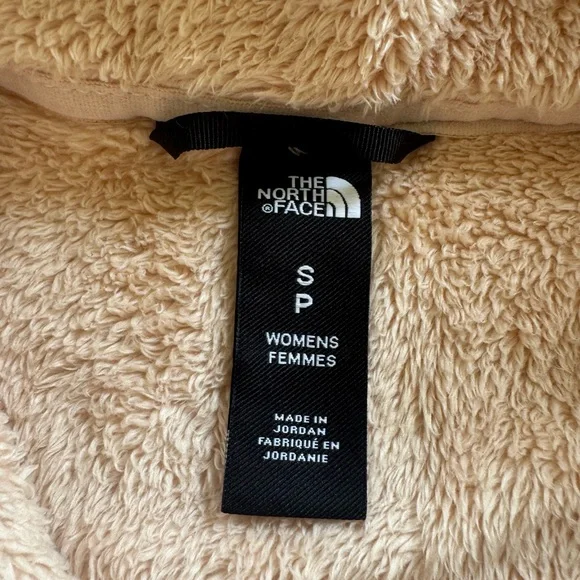 THE
NORTH
®FACE
S
P
WOMENS
FEMMES
MADE IN
JORDAN
FABRIQUÉ EN
JORDANIE